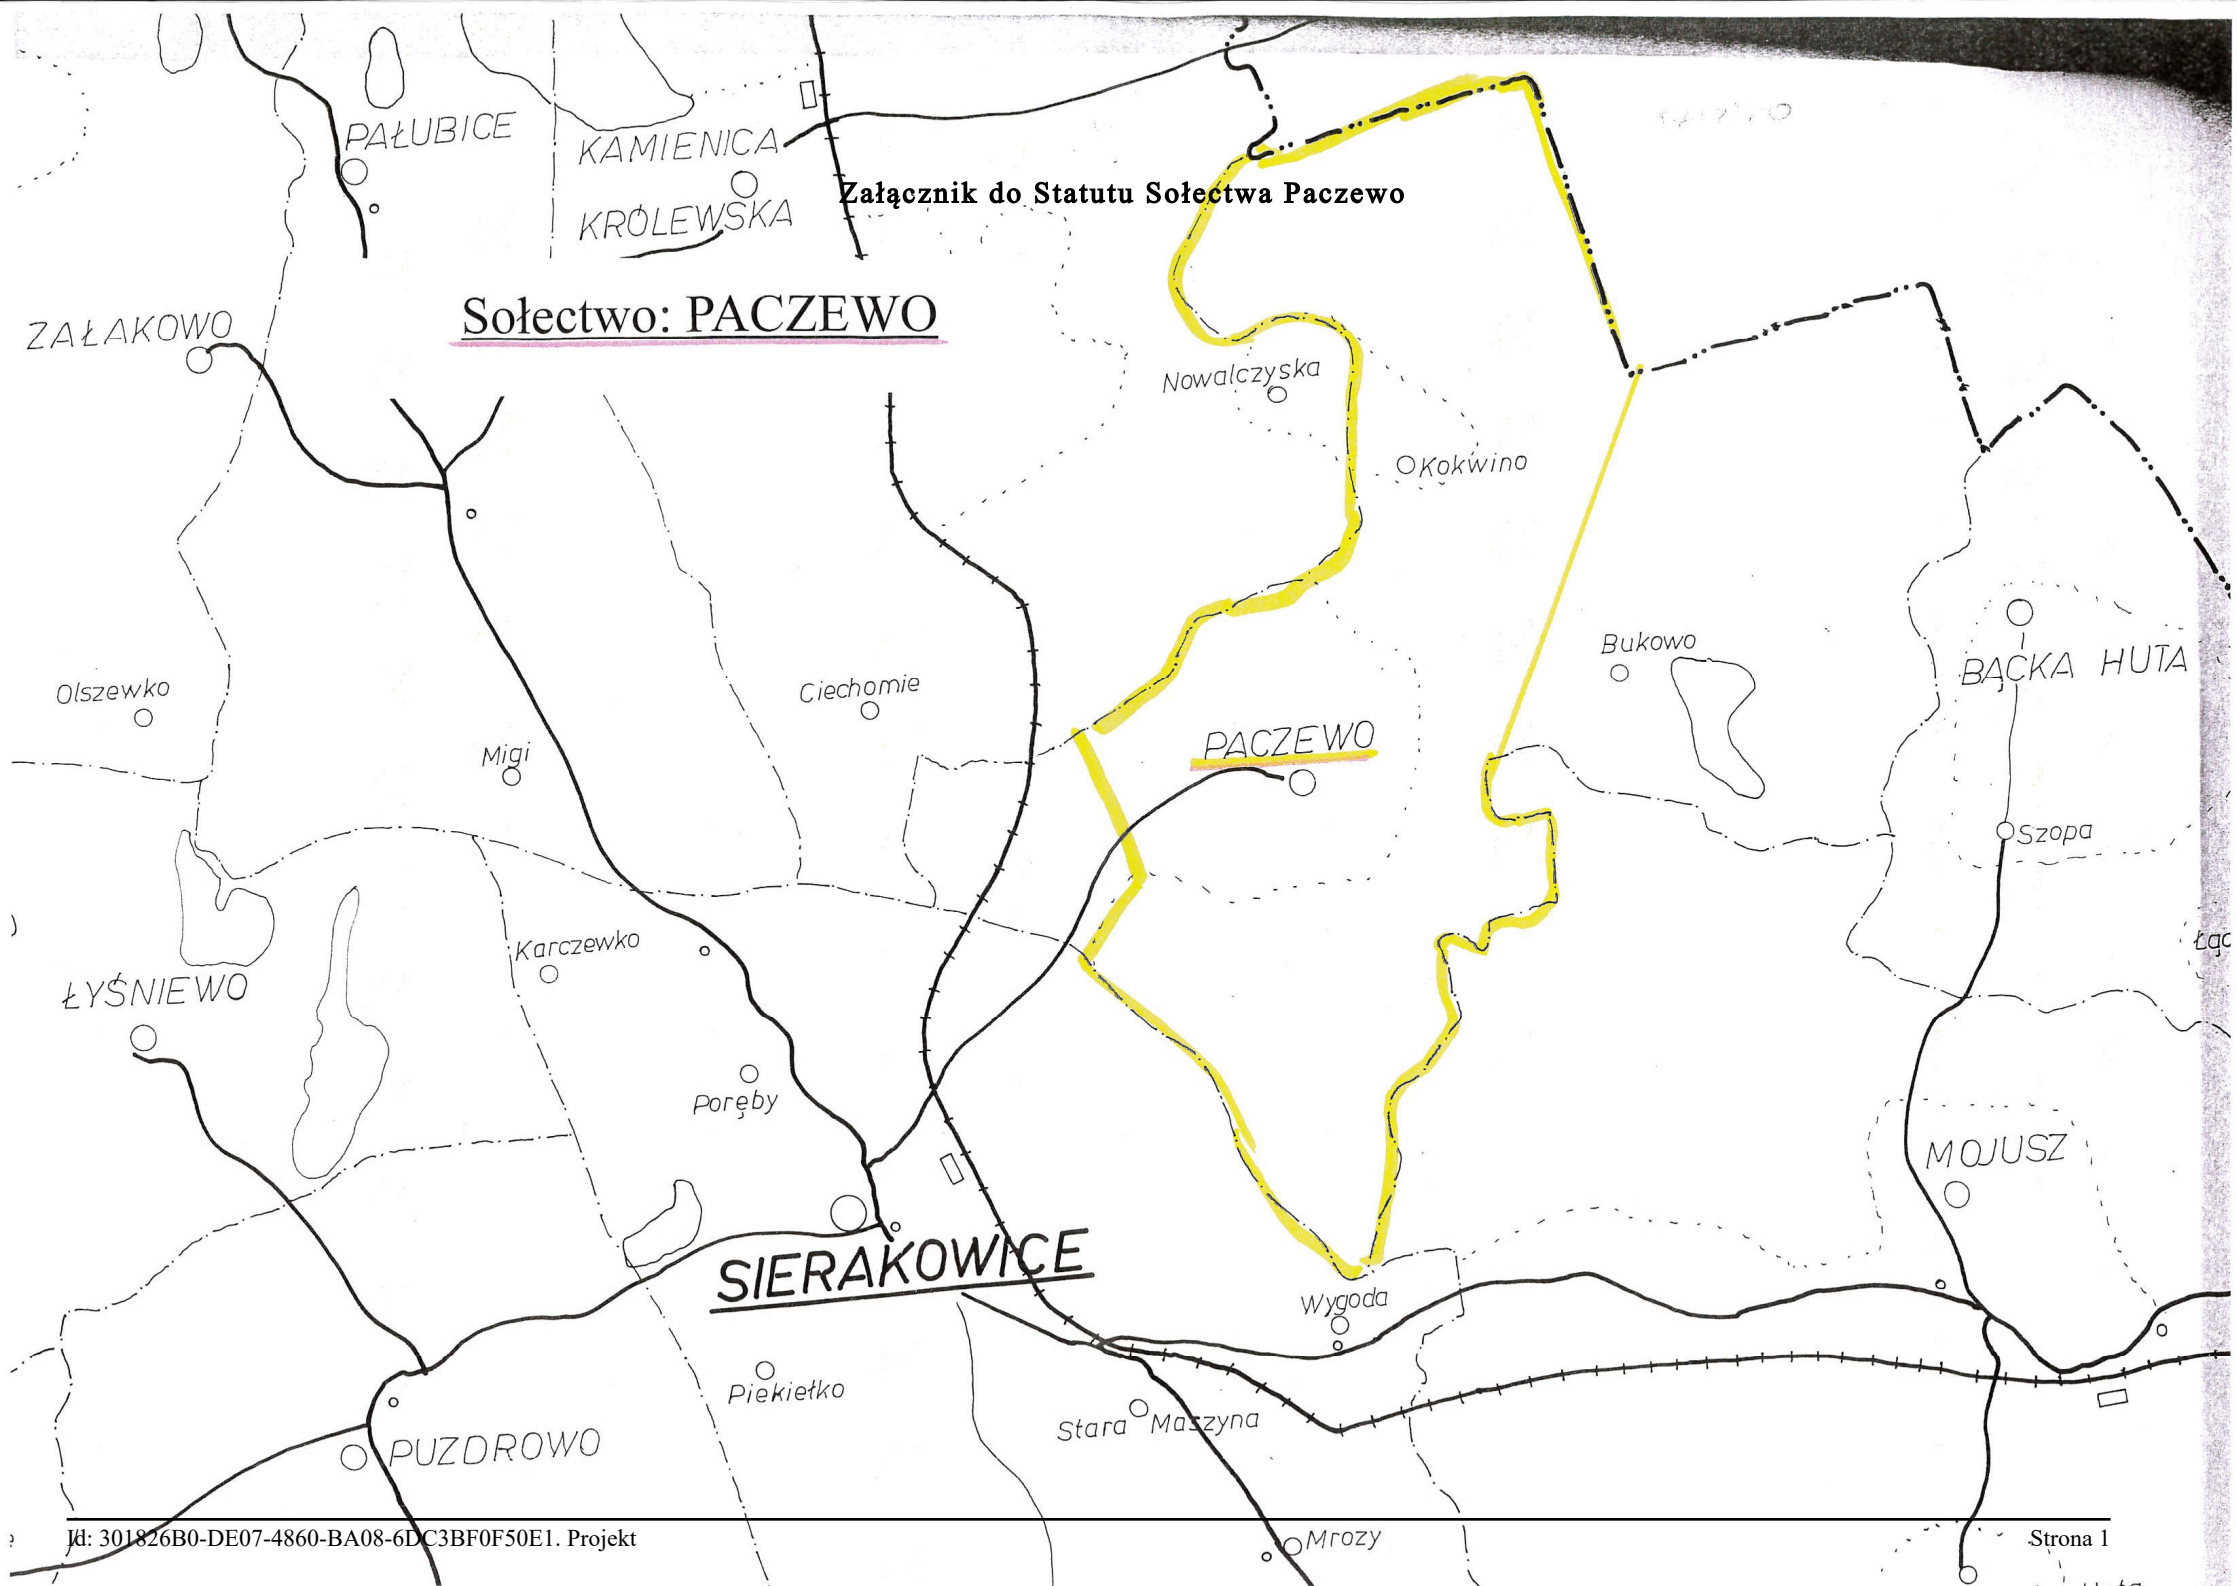 PAŁUBICE
KAMIENICA
KRÓLEWSKA
Załącznik do Statutu Sołectwa Paczewo
Sołectwo: PACZEWO
ZAŁAKOWO
Nowalczyska
Kokwino
Bukowo
BĄCKA HUTA
Olszewko
Ciechomie
Migi
PACZEWO
Szopa
Karczewko
ŁYŚNIEWO
Poręby
MOJUSZ
SIERAKOWICE
Wygoda
Piekiełko
Stara Maszyna
PUZDROWO
Mrozy
Id: 301826B0-DE07-4860-BA08-6DC3BF0F50E1. Projekt
Strona 1